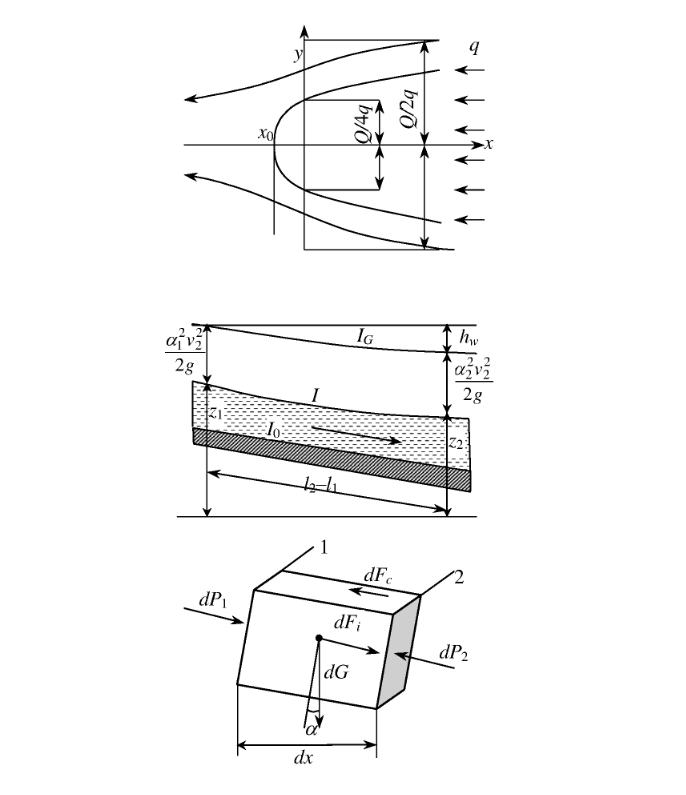 y
q
Q/4q
Q/2q
x₀
x
α₁²v₂²
2g
I_G
h_w
α₂²v₂²
2g
I
z₁
I₀
z₂
l₂–l₁
1
dF_c
2
dP₁
dF_i
dP₂
dG
α
dx